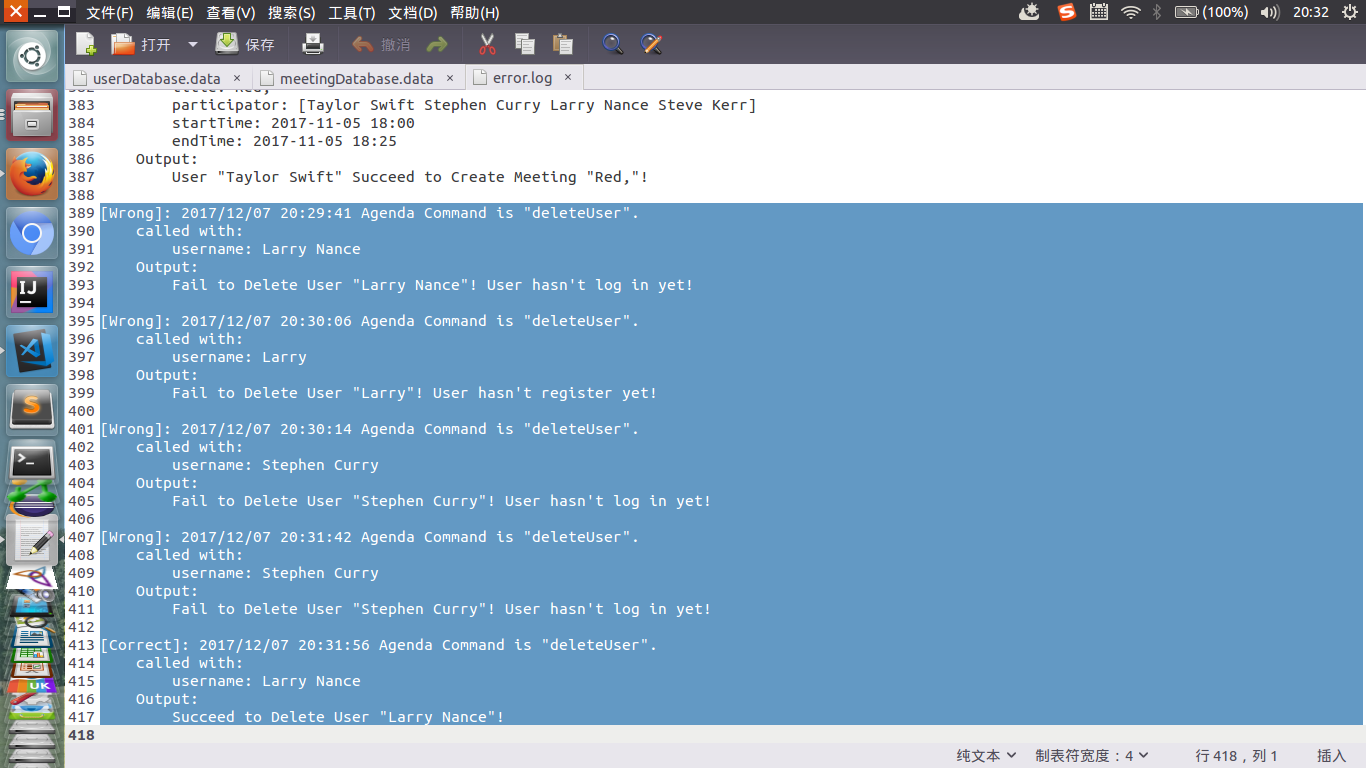 文件(F) 编辑(E) 查看(V) 搜索(S) 工具(T) 文档(D) 帮助(H) (100%) 20:32
打开 保存 撤消
userDatabase.data × meetingDatabase.data × error.log ×
383 participator: [Taylor Swift Stephen Curry Larry Nance Steve Kerr]
384 startTime: 2017-11-05 18:00
385 endTime: 2017-11-05 18:25
386 Output:
387 User "Taylor Swift" Succeed to Create Meeting "Red,"!
388
389 [Wrong]: 2017/12/07 20:29:41 Agenda Command is "deleteUser".
390 called with:
391 username: Larry Nance
392 Output:
393 Fail to Delete User "Larry Nance"! User hasn't log in yet!
394
395 [Wrong]: 2017/12/07 20:30:06 Agenda Command is "deleteUser".
396 called with:
397 username: Larry
398 Output:
399 Fail to Delete User "Larry"! User hasn't register yet!
400
401 [Wrong]: 2017/12/07 20:30:14 Agenda Command is "deleteUser".
402 called with:
403 username: Stephen Curry
404 Output:
405 Fail to Delete User "Stephen Curry"! User hasn't log in yet!
406
407 [Wrong]: 2017/12/07 20:31:42 Agenda Command is "deleteUser".
408 called with:
409 username: Stephen Curry
410 Output:
411 Fail to Delete User "Stephen Curry"! User hasn't log in yet!
412
413 [Correct]: 2017/12/07 20:31:56 Agenda Command is "deleteUser".
414 called with:
415 username: Larry Nance
416 Output:
417 Succeed to Delete User "Larry Nance"!
418
纯文本 制表符宽度：4 行 418，列 1 插入